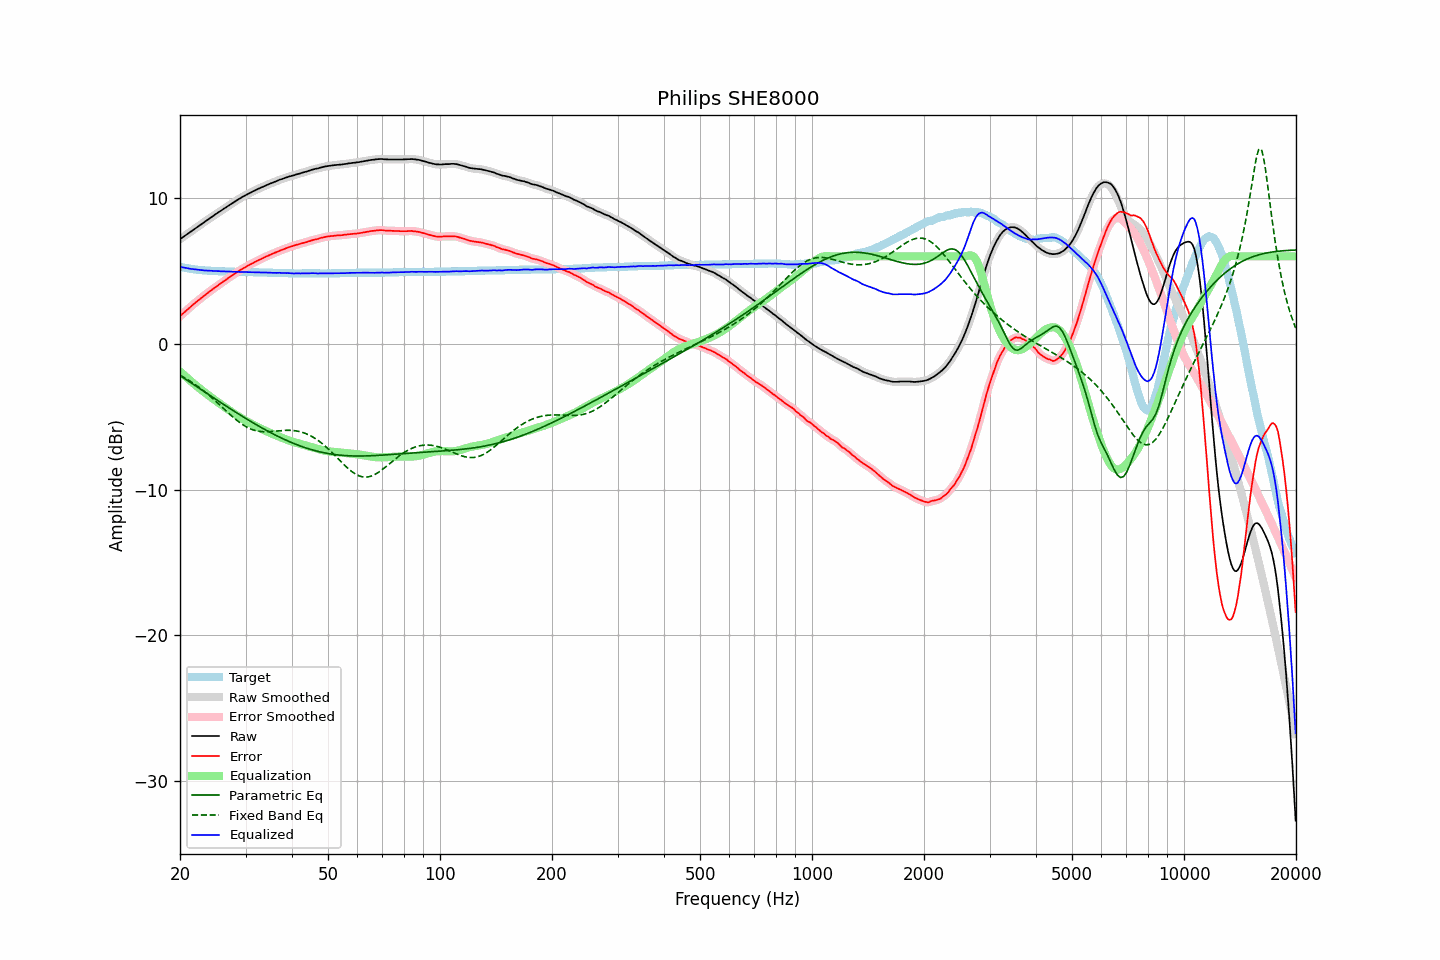 Philips SHE8000
Amplitude (dBr)
10
0
−10
−20
−30
Target
Raw Smoothed
Error Smoothed
Raw
Error
Equalization
Parametric Eq
Fixed Band Eq
Equalized
20 50 100 200 500 1000 2000 5000 10000 20000
Frequency (Hz)